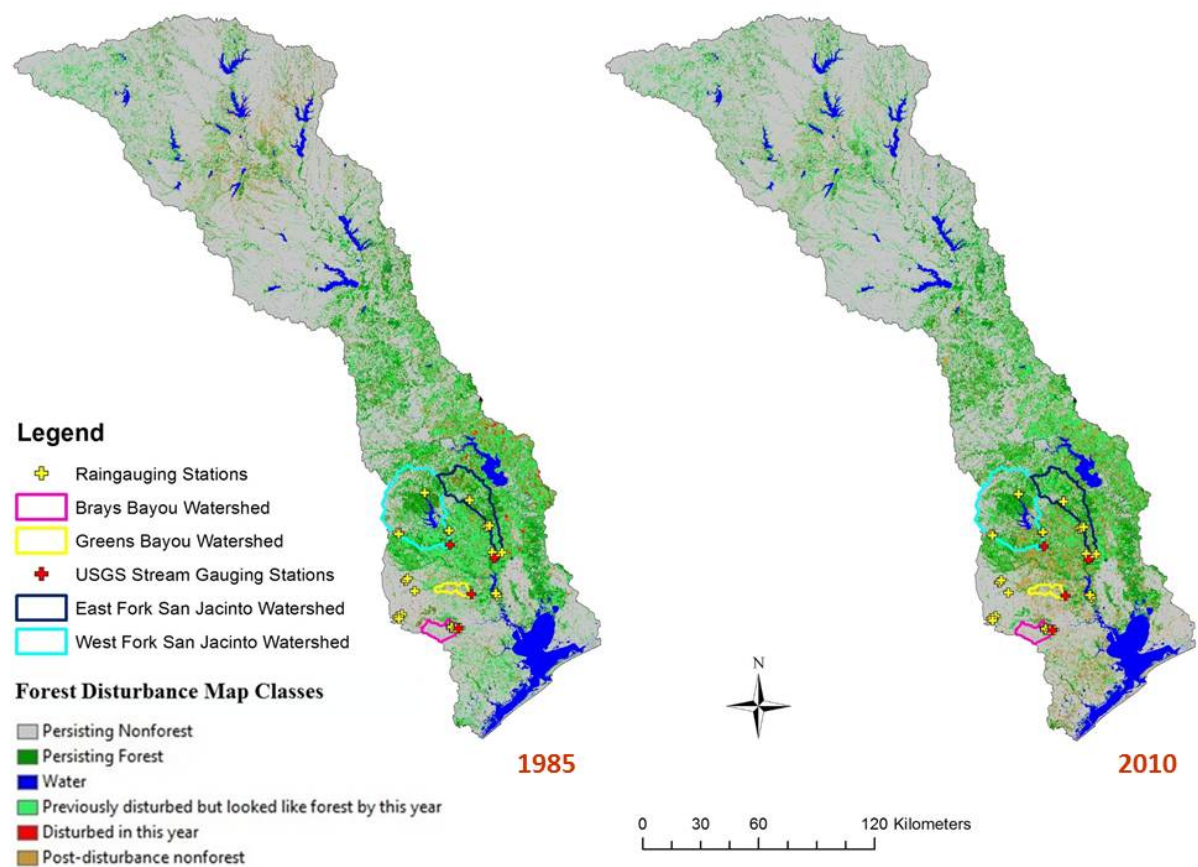 Legend
Raingauging Stations
Brays Bayou Watershed
Greens Bayou Watershed
USGS Stream Gauging Stations
East Fork San Jacinto Watershed
West Fork San Jacinto Watershed
Forest Disturbance Map Classes
Persisting Nonforest
Persisting Forest
Water
Previously disturbed but looked like forest by this year
Disturbed in this year
Post-disturbance nonforest
1985
N
2010
0 30 60 120 Kilometers